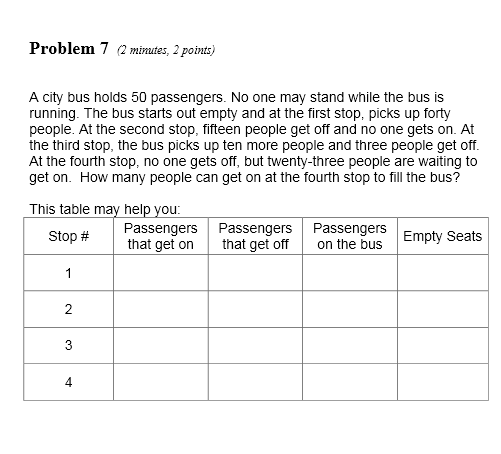 Problem 7 (2 minutes, 2 points)
A city bus holds 50 passengers. No one may stand while the bus is
running. The bus starts out empty and at the first stop, picks up forty
people. At the second stop, fifteen people get off and no one gets on. At
the third stop, the bus picks up ten more people and three people get off.
At the fourth stop, no one gets off, but twenty-three people are waiting to
get on. How many people can get on at the fourth stop to fill the bus?
This table may help you:
Stop # Passengers that get on Passengers that get off Passengers on the bus Empty Seats
1
2
3
4